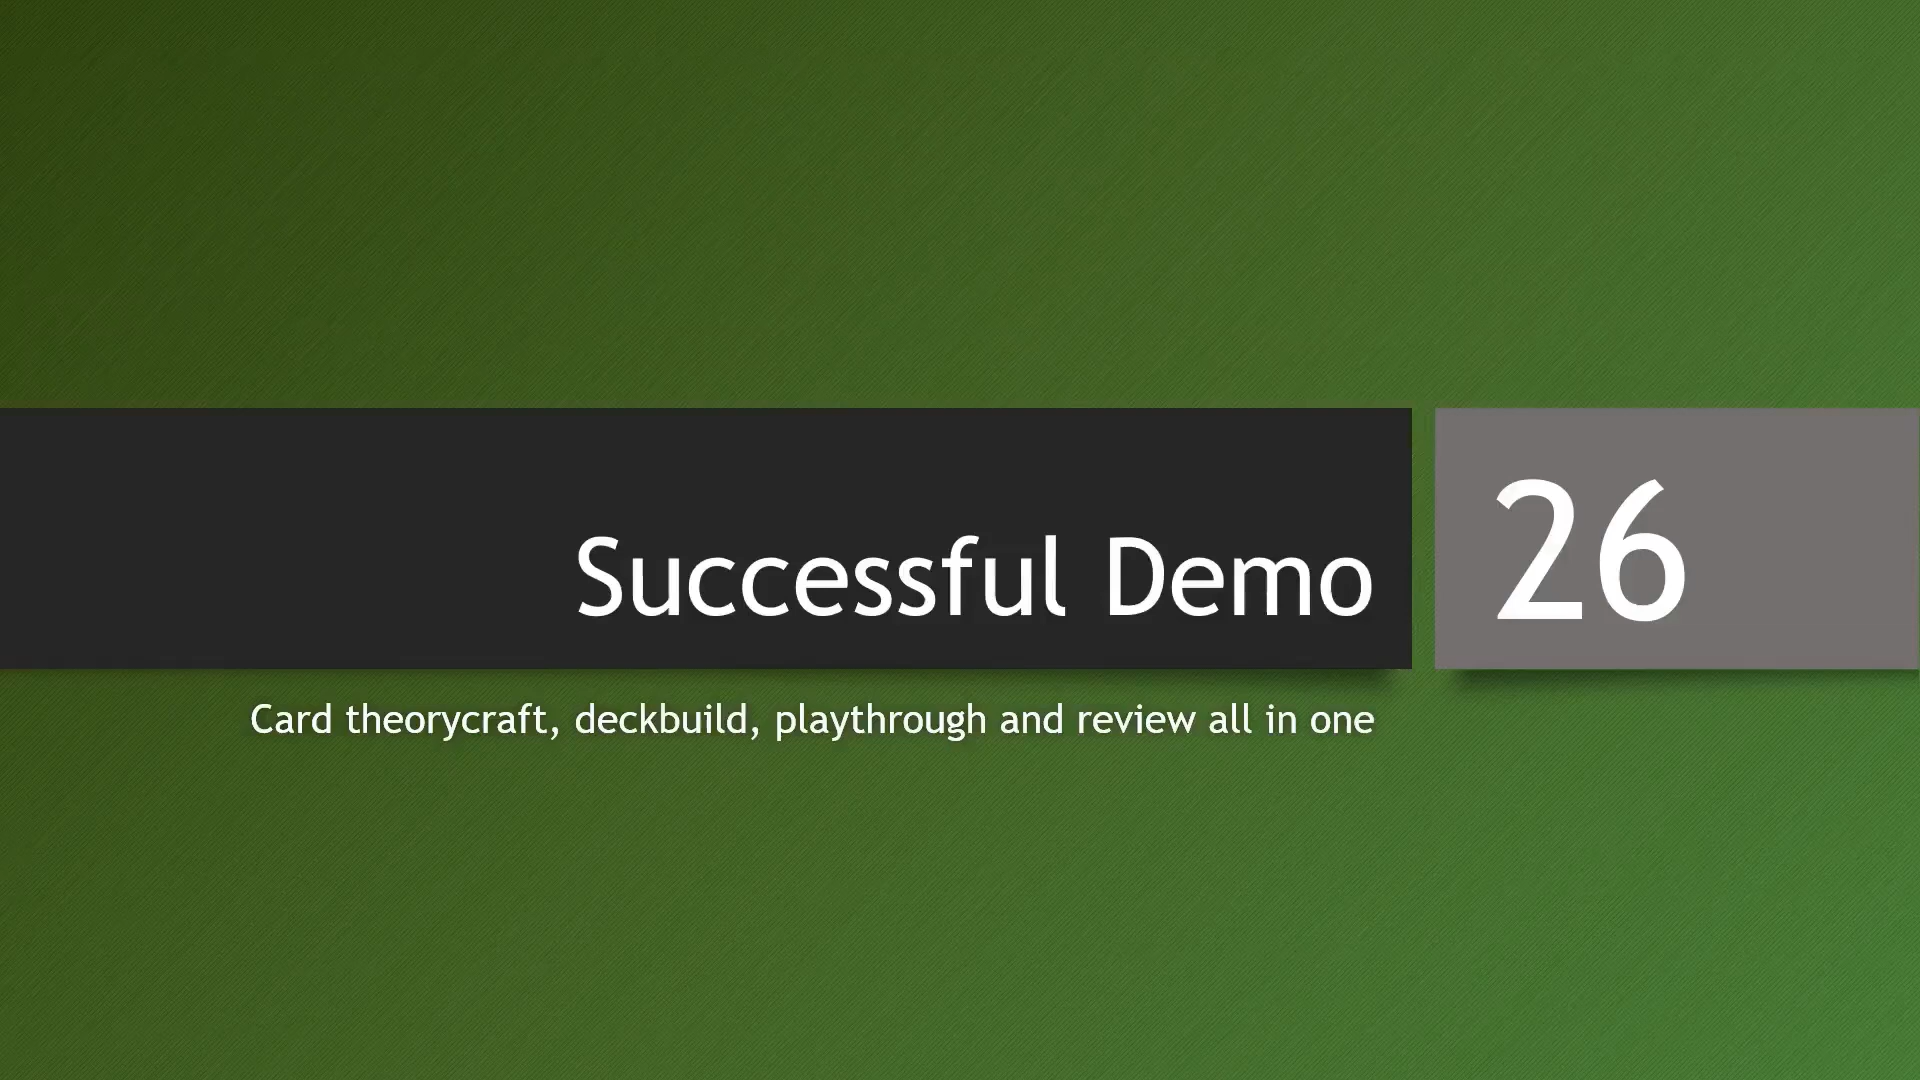 Successful Demo
26
Card theorycraft, deckbuild, playthrough and review all in one